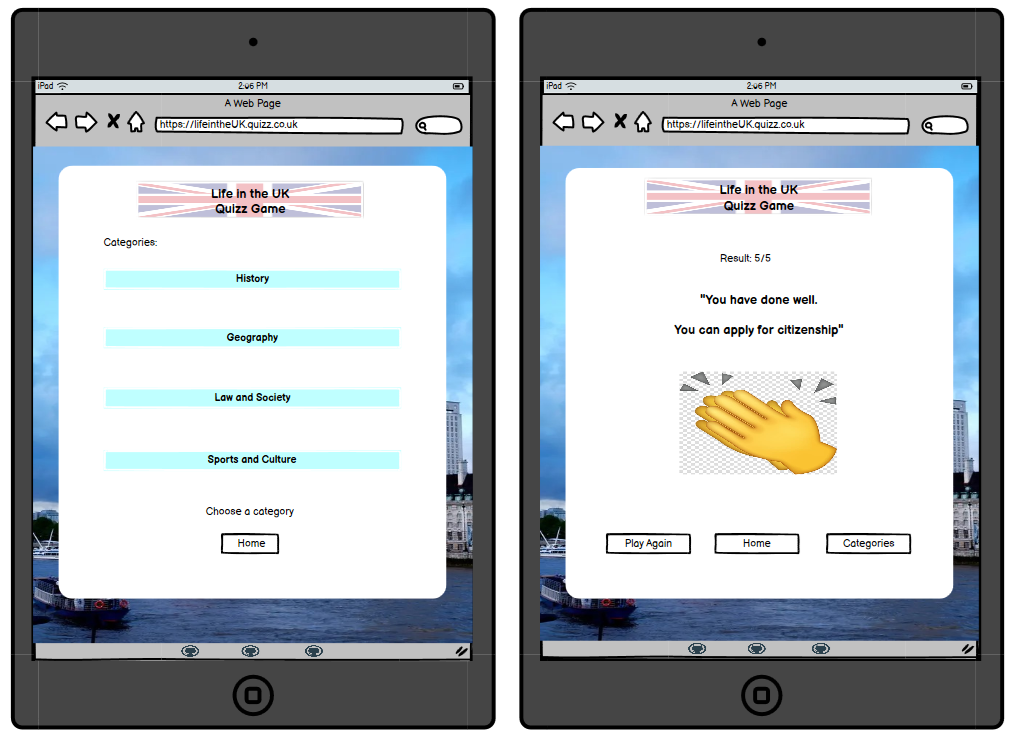 iPad
2:06 PM
A Web Page
https://lifeintheUK.quizz.co.uk
Life in the UK
Quizz Game
Categories:
History
Geography
Law and Society
Sports and Culture
Choose a category
Home
iPad
2:06 PM
A Web Page
https://lifeintheUK.quizz.co.uk
Life in the UK
Quizz Game
Result: 5/5
"You have done well.
You can apply for citizenship"
Play Again
Home
Categories